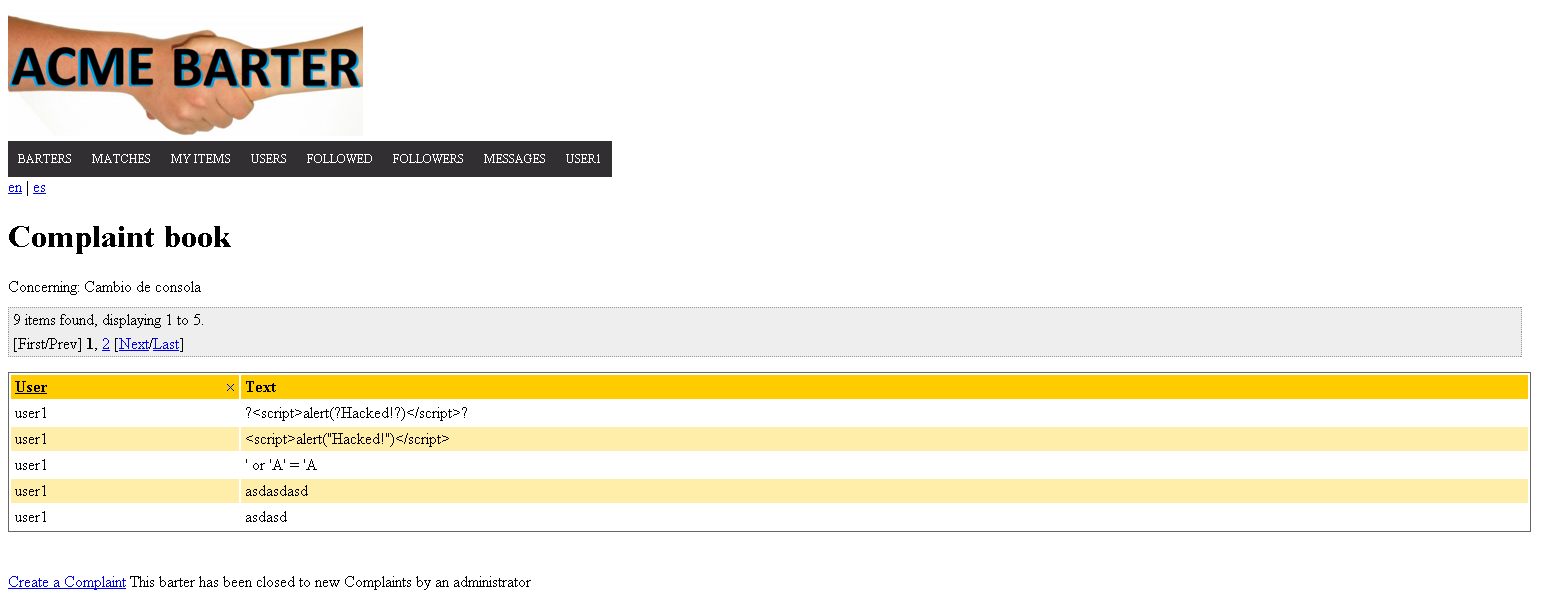 ACME BARTER
BARTERS MATCHES MY ITEMS USERS FOLLOWED FOLLOWERS MESSAGES USER1
en | es
Complaint book
Concerning: Cambio de consola
9 items found, displaying 1 to 5.
[First/Prev] 1, 2 [Next/Last]
User Text
user1 ?<script>alert(?Hacked!?)</script>?
user1 <script>alert("Hacked!")</script>
user1 ' or 'A' = 'A
user1 asdasdasd
user1 asdasd
Create a Complaint This barter has been closed to new Complaints by an administrator